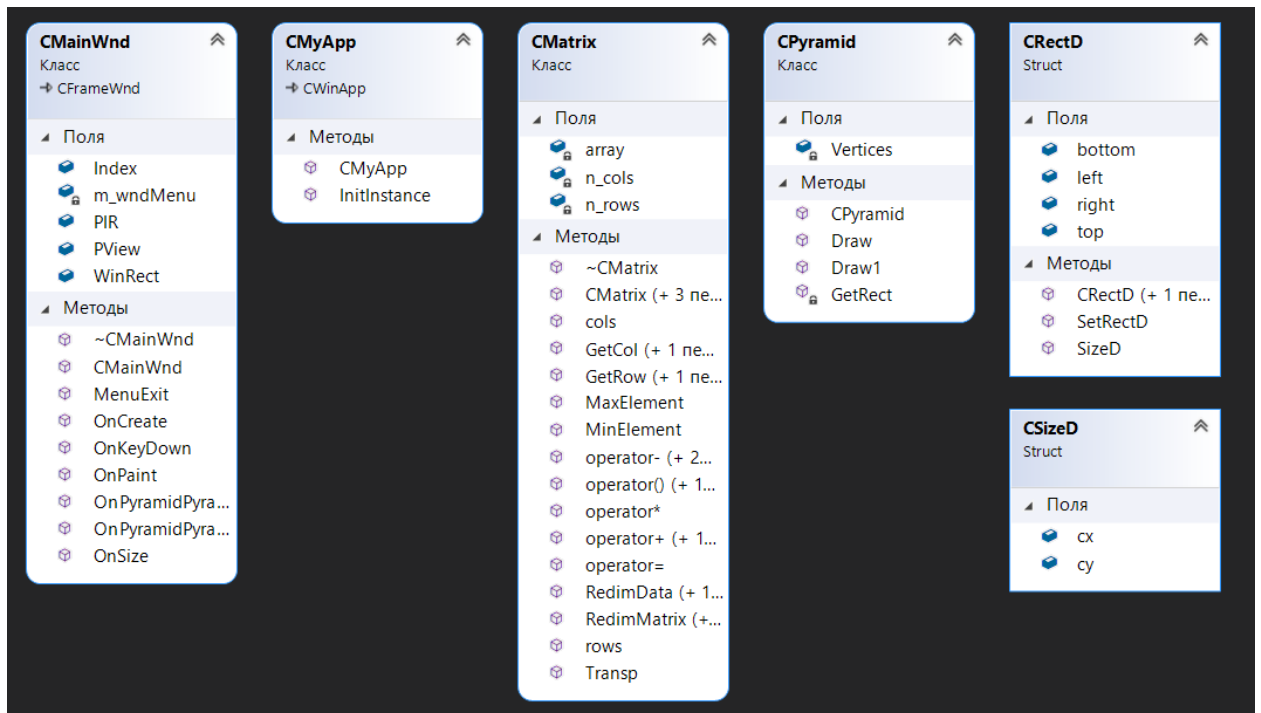 CMainWnd
Класс
CFrameWnd
Поля
Index
m_wndMenu
PIR
PView
WinRect
Методы
~CMainWnd
CMainWnd
MenuExit
OnCreate
OnKeyDown
OnPaint
OnPyramidPyra...
OnPyramidPyra...
OnSize
CMyApp
Класс
CWinApp
Методы
CMyApp
InitInstance
CMatrix
Класс
Поля
array
n_cols
n_rows
Методы
~CMatrix
CMatrix (+ 3 пе...
cols
GetCol (+ 1 пе...
GetRow (+ 1 пе...
MaxElement
MinElement
operator- (+ 2...
operator() (+ 1...
operator*
operator+ (+ 1...
operator=
RedimData (+ 1...
RedimMatrix (+...
rows
Transp
CPyramid
Класс
Поля
Vertices
Методы
CPyramid
Draw
Draw1
GetRect
CRectD
Struct
Поля
bottom
left
right
top
Методы
CRectD (+ 1 пе...
SetRectD
SizeD
CSizeD
Struct
Поля
cx
cy